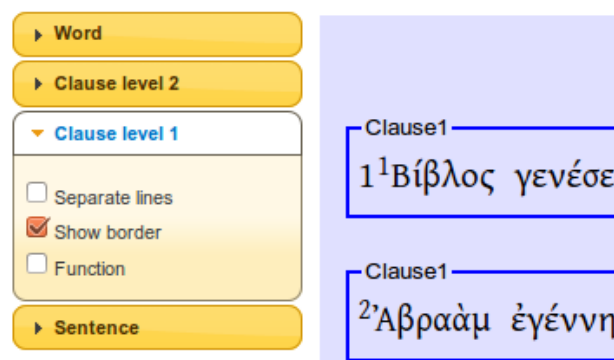 Word
Clause level 2
Clause level 1
Separate lines
Show border
Function
Sentence
Clause1
1¹Βίβλος γενέσε
Clause1
²Ἀβραὰμ ἐγέννη